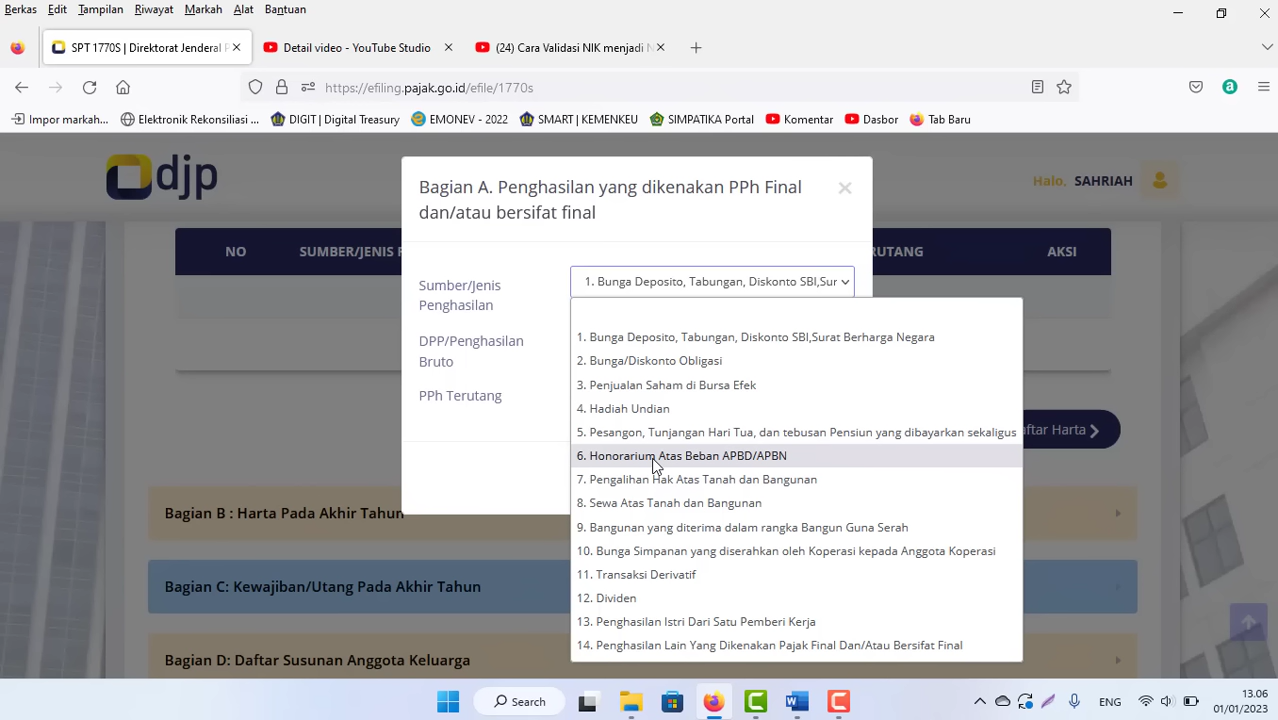 Berkas Edit Tampilan Riwayat Markah Alat Bantuan
SPT 1770S | Direktorat Jenderal P
Detail video - YouTube Studio
(24) Cara Validasi NIK menjadi N
https://efiling.pajak.go.id/efile/1770s
a
Impor markah... Elektronik Rekonsiliasi ... DIGIT | Digital Treasury EMONEV - 2022 SMART | KEMENKEU SIMPATIKA Portal Komentar Dasbor Tab Baru
djp
Halo, SAHRIAH
Bagian A. Penghasilan yang dikenakan PPh Final
dan/atau bersifat final
NO
SUMBER/JENIS P
RUTANG
AKSI
Sumber/Jenis
Penghasilan
1. Bunga Deposito, Tabungan, Diskonto SBI,Sur
DPP/Penghasilan
Bruto
PPh Terutang
1. Bunga Deposito, Tabungan, Diskonto SBI,Surat Berharga Negara
2. Bunga/Diskonto Obligasi
3. Penjualan Saham di Bursa Efek
4. Hadiah Undian
5. Pesangon, Tunjangan Hari Tua, dan tebusan Pensiun yang dibayarkan sekaligus
6. Honorarium Atas Beban APBD/APBN
7. Pengalihan Hak Atas Tanah dan Bangunan
8. Sewa Atas Tanah dan Bangunan
9. Bangunan yang diterima dalam rangka Bangun Guna Serah
10. Bunga Simpanan yang diserahkan oleh Koperasi kepada Anggota Koperasi
11. Transaksi Derivatif
12. Dividen
13. Penghasilan Istri Dari Satu Pemberi Kerja
14. Penghasilan Lain Yang Dikenakan Pajak Final Dan/Atau Bersifat Final
aftar Harta
Bagian B : Harta Pada Akhir Tahun
Bagian C: Kewajiban/Utang Pada Akhir Tahun
Bagian D: Daftar Susunan Anggota Keluarga
Search
ENG
13.06
01/01/2023